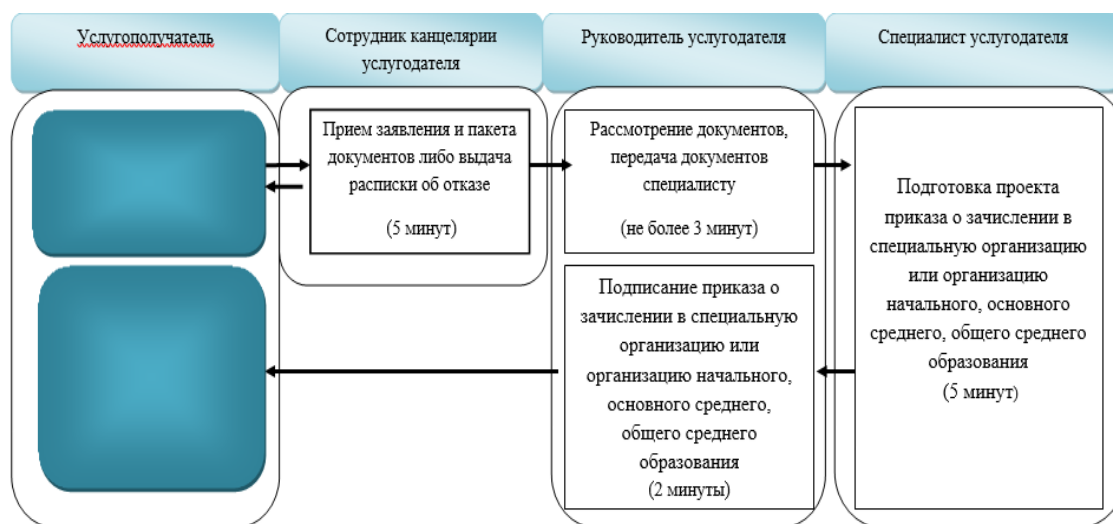 Услугополучатель
Сотрудник канцелярии
услугодателя
Руководитель услугодателя
Специалист услугодателя
Прием заявления и пакета
документов либо выдача
расписки об отказе
(5 минут)
Рассмотрение документов,
передача документов
специалисту
(не более 3 минут)
Подготовка проекта
приказа о зачислении в
специальную организацию
или организацию
начального, основного
среднего, общего среднего
образования
(5 минут)
Подписание приказа о
зачислении в специальную
организацию или
организацию начального,
основного среднего,
общего среднего
образования
(2 минуты)